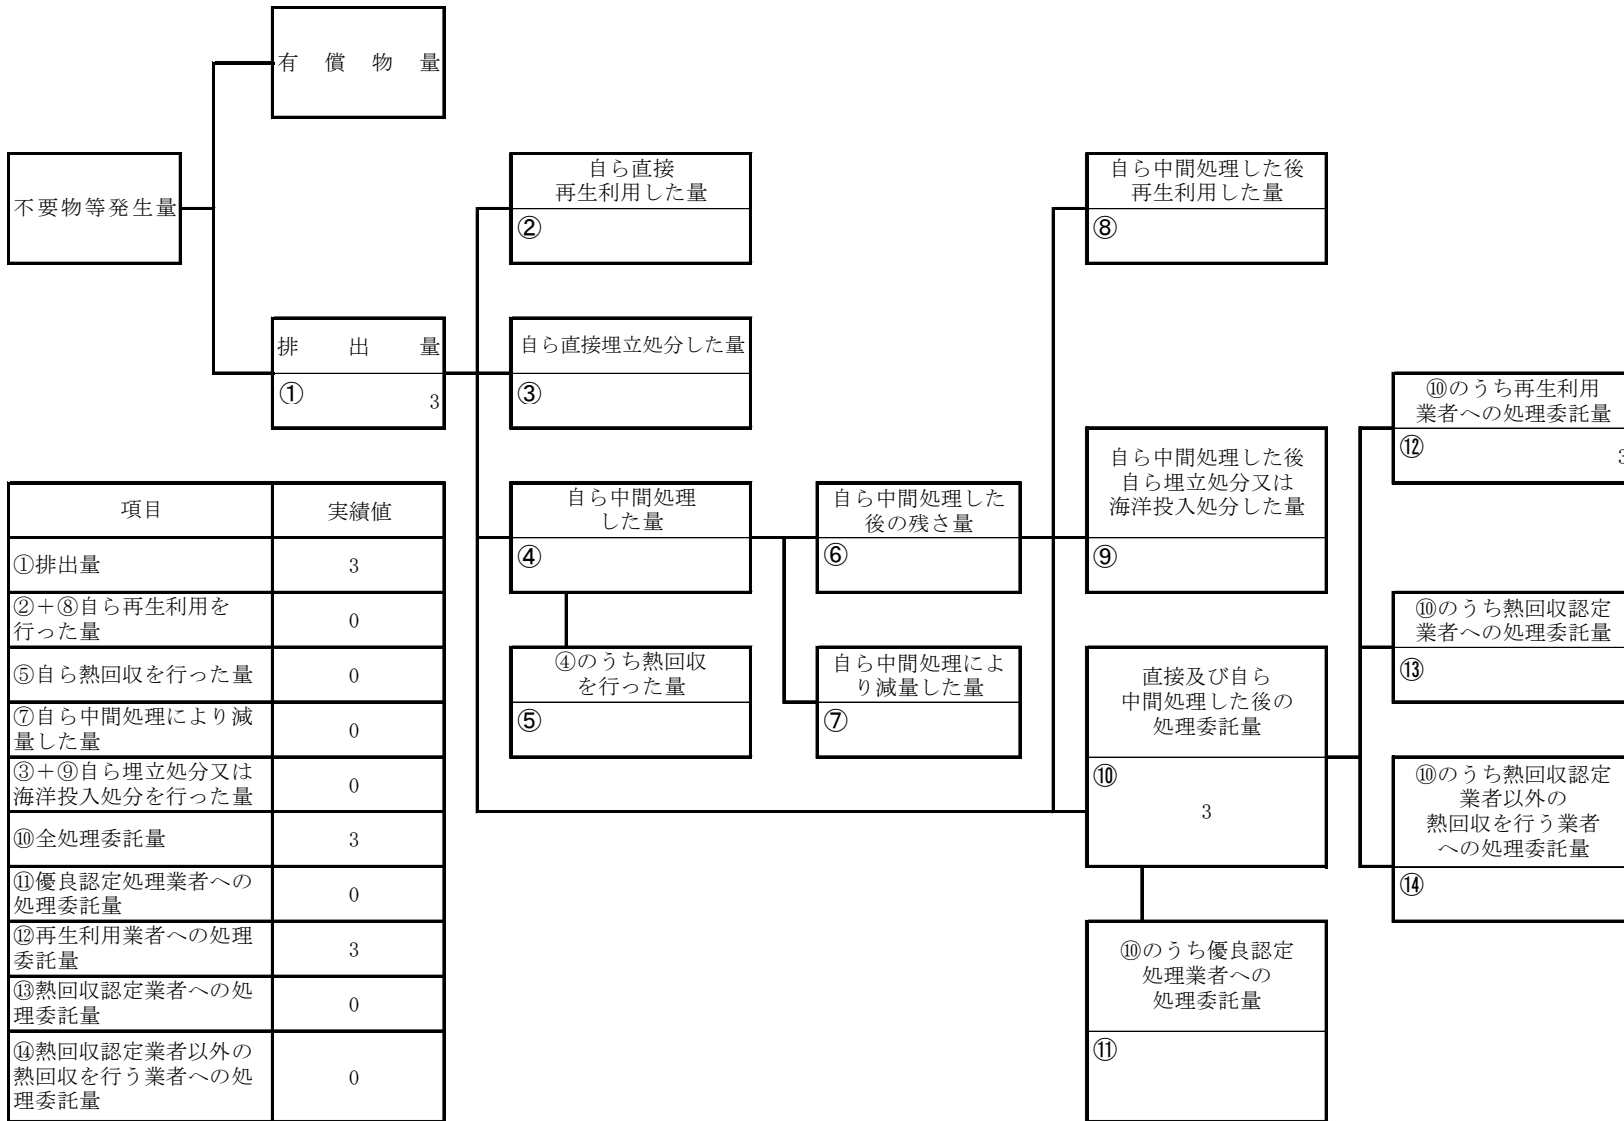 有償物量
不要物等発生量
排出量
① 3
自ら直接
再生利用した量
②
自ら直接埋立処分した量
③
自ら中間処理
した量
④
④のうち熱回収
を行った量
⑤
自ら中間処理した
後の残さ量
⑥
自ら中間処理によ
り減量した量
⑦
自ら中間処理した後
再生利用した量
⑧
自ら中間処理した後
自ら埋立処分又は
海洋投入処分した量
⑨
直接及び自ら
中間処理した後の
処理委託量
⑩
3
⑩のうち優良認定
処理業者への
処理委託量
⑪
⑩のうち再生利用
業者への処理委託量
⑫ 3
⑩のうち熱回収認定
業者への処理委託量
⑬
⑩のうち熱回収認定
業者以外の
熱回収を行う業者
への処理委託量
⑭
項目 実績値
①排出量 3
②+⑧自ら再生利用を
行った量 0
⑤自ら熱回収を行った量 0
⑦自ら中間処理により減
量した量 0
③+⑨自ら埋立処分又は
海洋投入処分を行った量 0
⑩全処理委託量 3
⑪優良認定処理業者への
処理委託量 0
⑫再生利用業者への処理
委託量 3
⑬熱回収認定業者への処
理委託量 0
⑭熱回収認定業者以外の
熱回収を行う業者への処
理委託量 0